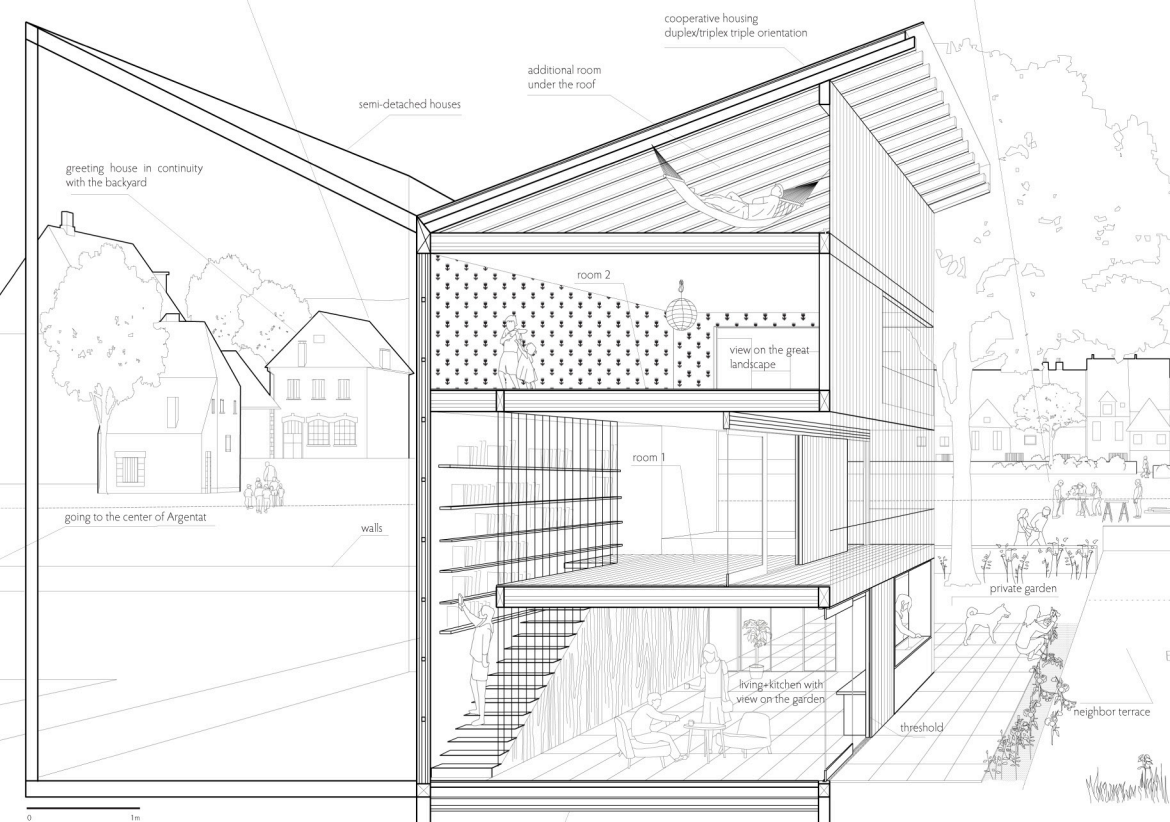 cooperative housing
duplex/triplex triple orientation
additional room
under the roof
semi-detached houses
greeting house in continuity
with the backyard
room 2
view on the great
landscape
room 1
going to the center of Argentat
walls
private garden
living+kitchen with
view on the garden
threshold
neighbor terrace
0 1m